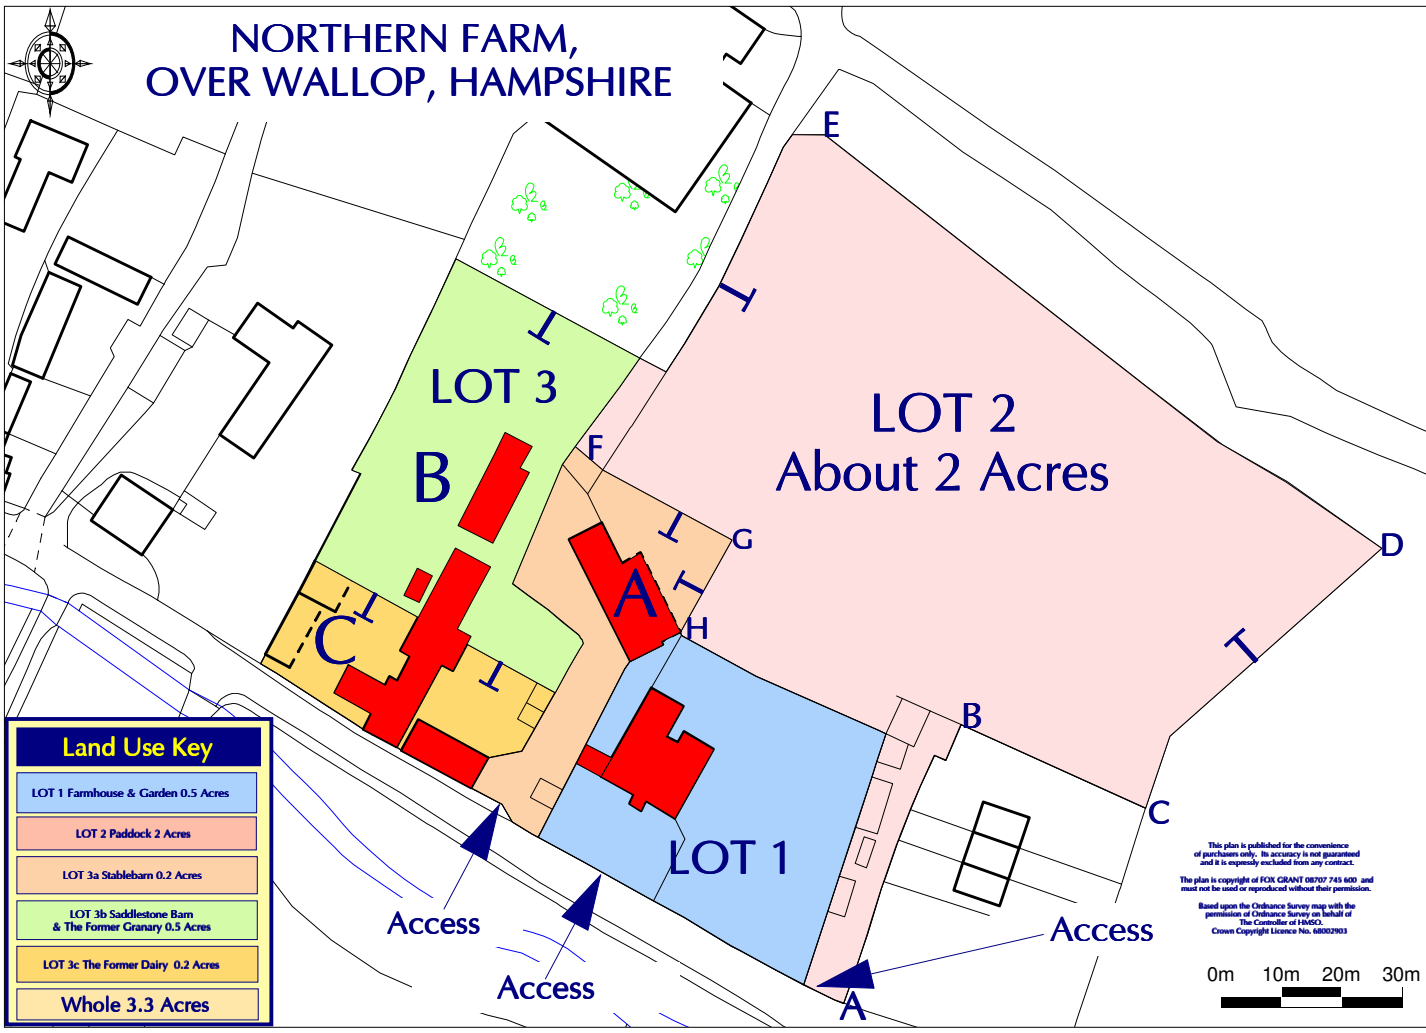 NORTHERN FARM,
OVER WALLOP, HAMPSHIRE
E
LOT 3
LOT 2
About 2 Acres
F
B
G
D
A
H
C
B
C
LOT 1
Access
Access
Access
A
Land Use Key
LOT 1 Farmhouse & Garden 0.5 Acres
LOT 2 Paddock 2 Acres
LOT 3a Stablebarn 0.2 Acres
LOT 3b Saddlestone Barn
& The Former Granary 0.5 Acres
LOT 3c The Former Dairy 0.2 Acres
Whole 3.3 Acres
This plan is published for the convenience
of purchasers only. Its accuracy is not guaranteed
and it is expressly excluded from any contract.
The plan is copyright of FOX GRANT 08707 745 600 and
must not be used or reproduced without their permission.
Based upon the Ordnance Survey map with the
permission of Ordnance Survey on behalf of
The Controller of HMSO.
Crown Copyright Licence No. 68002903
0m 10m 20m 30m